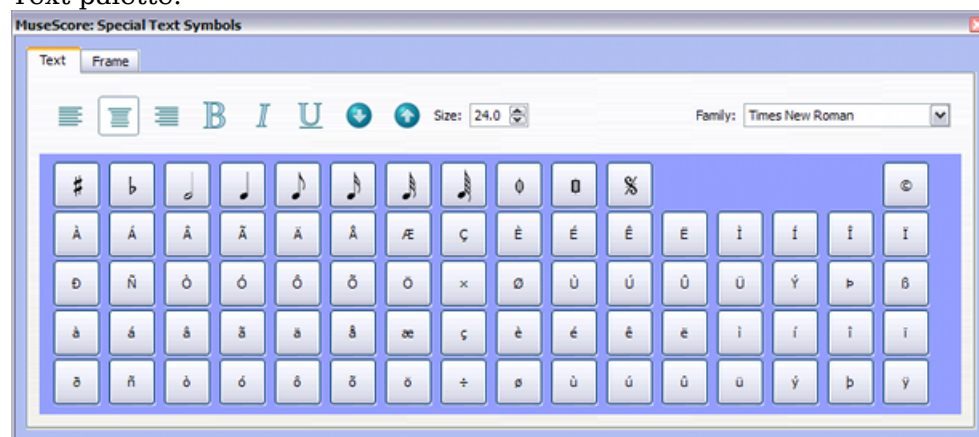 Text palette:
MuseScore: Special Text Symbols
Text Frame
B I U Size: 24.0 Family: Times New Roman
♯ ♭ 𝅗𝅥 ♩ ♪ 𝅘𝅥𝅯 𝅘𝅥𝅰 𝅘𝅥𝅱 𝄌 𝄋 ©
À Á Â Ã Ä Å Æ Ç È É Ê Ë Ì Í Î Ï
Ð Ñ Ò Ó Ô Õ Ö × Ø Ù Ú Û Ü Ý Þ ß
à á â ã ä å æ ç è é ê ë ì í î ï
ð ñ ò ó ô õ ö ÷ ø ù ú û ü ý þ ÿ